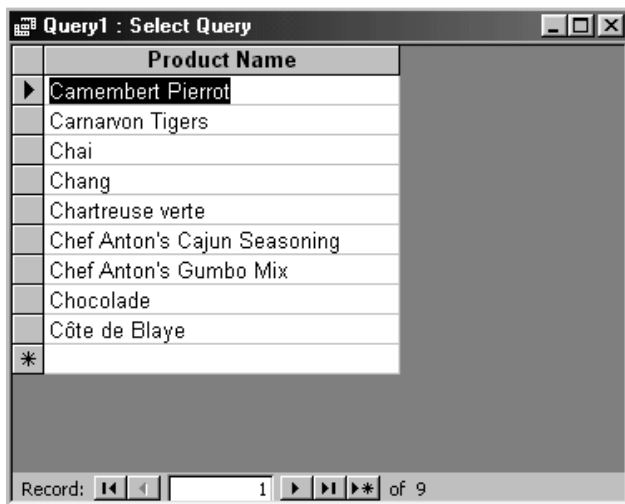 Query1 : Select Query
Product Name
Camembert Pierrot
Carnarvon Tigers
Chai
Chang
Chartreuse verte
Chef Anton's Cajun Seasoning
Chef Anton's Gumbo Mix
Chocolade
Côte de Blaye
Record: 1 of 9